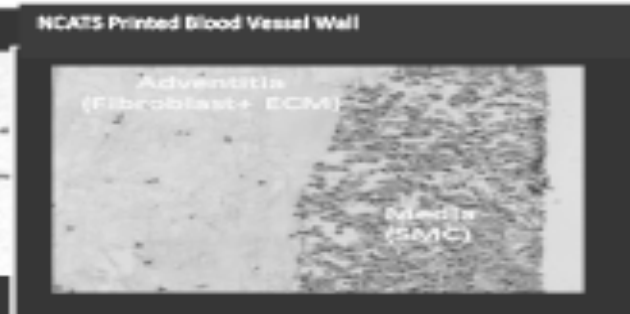 NCATS Printed Blood Vessel Wall
Adventitia
(Fibroblast+ ECM)
Media
(SMC)